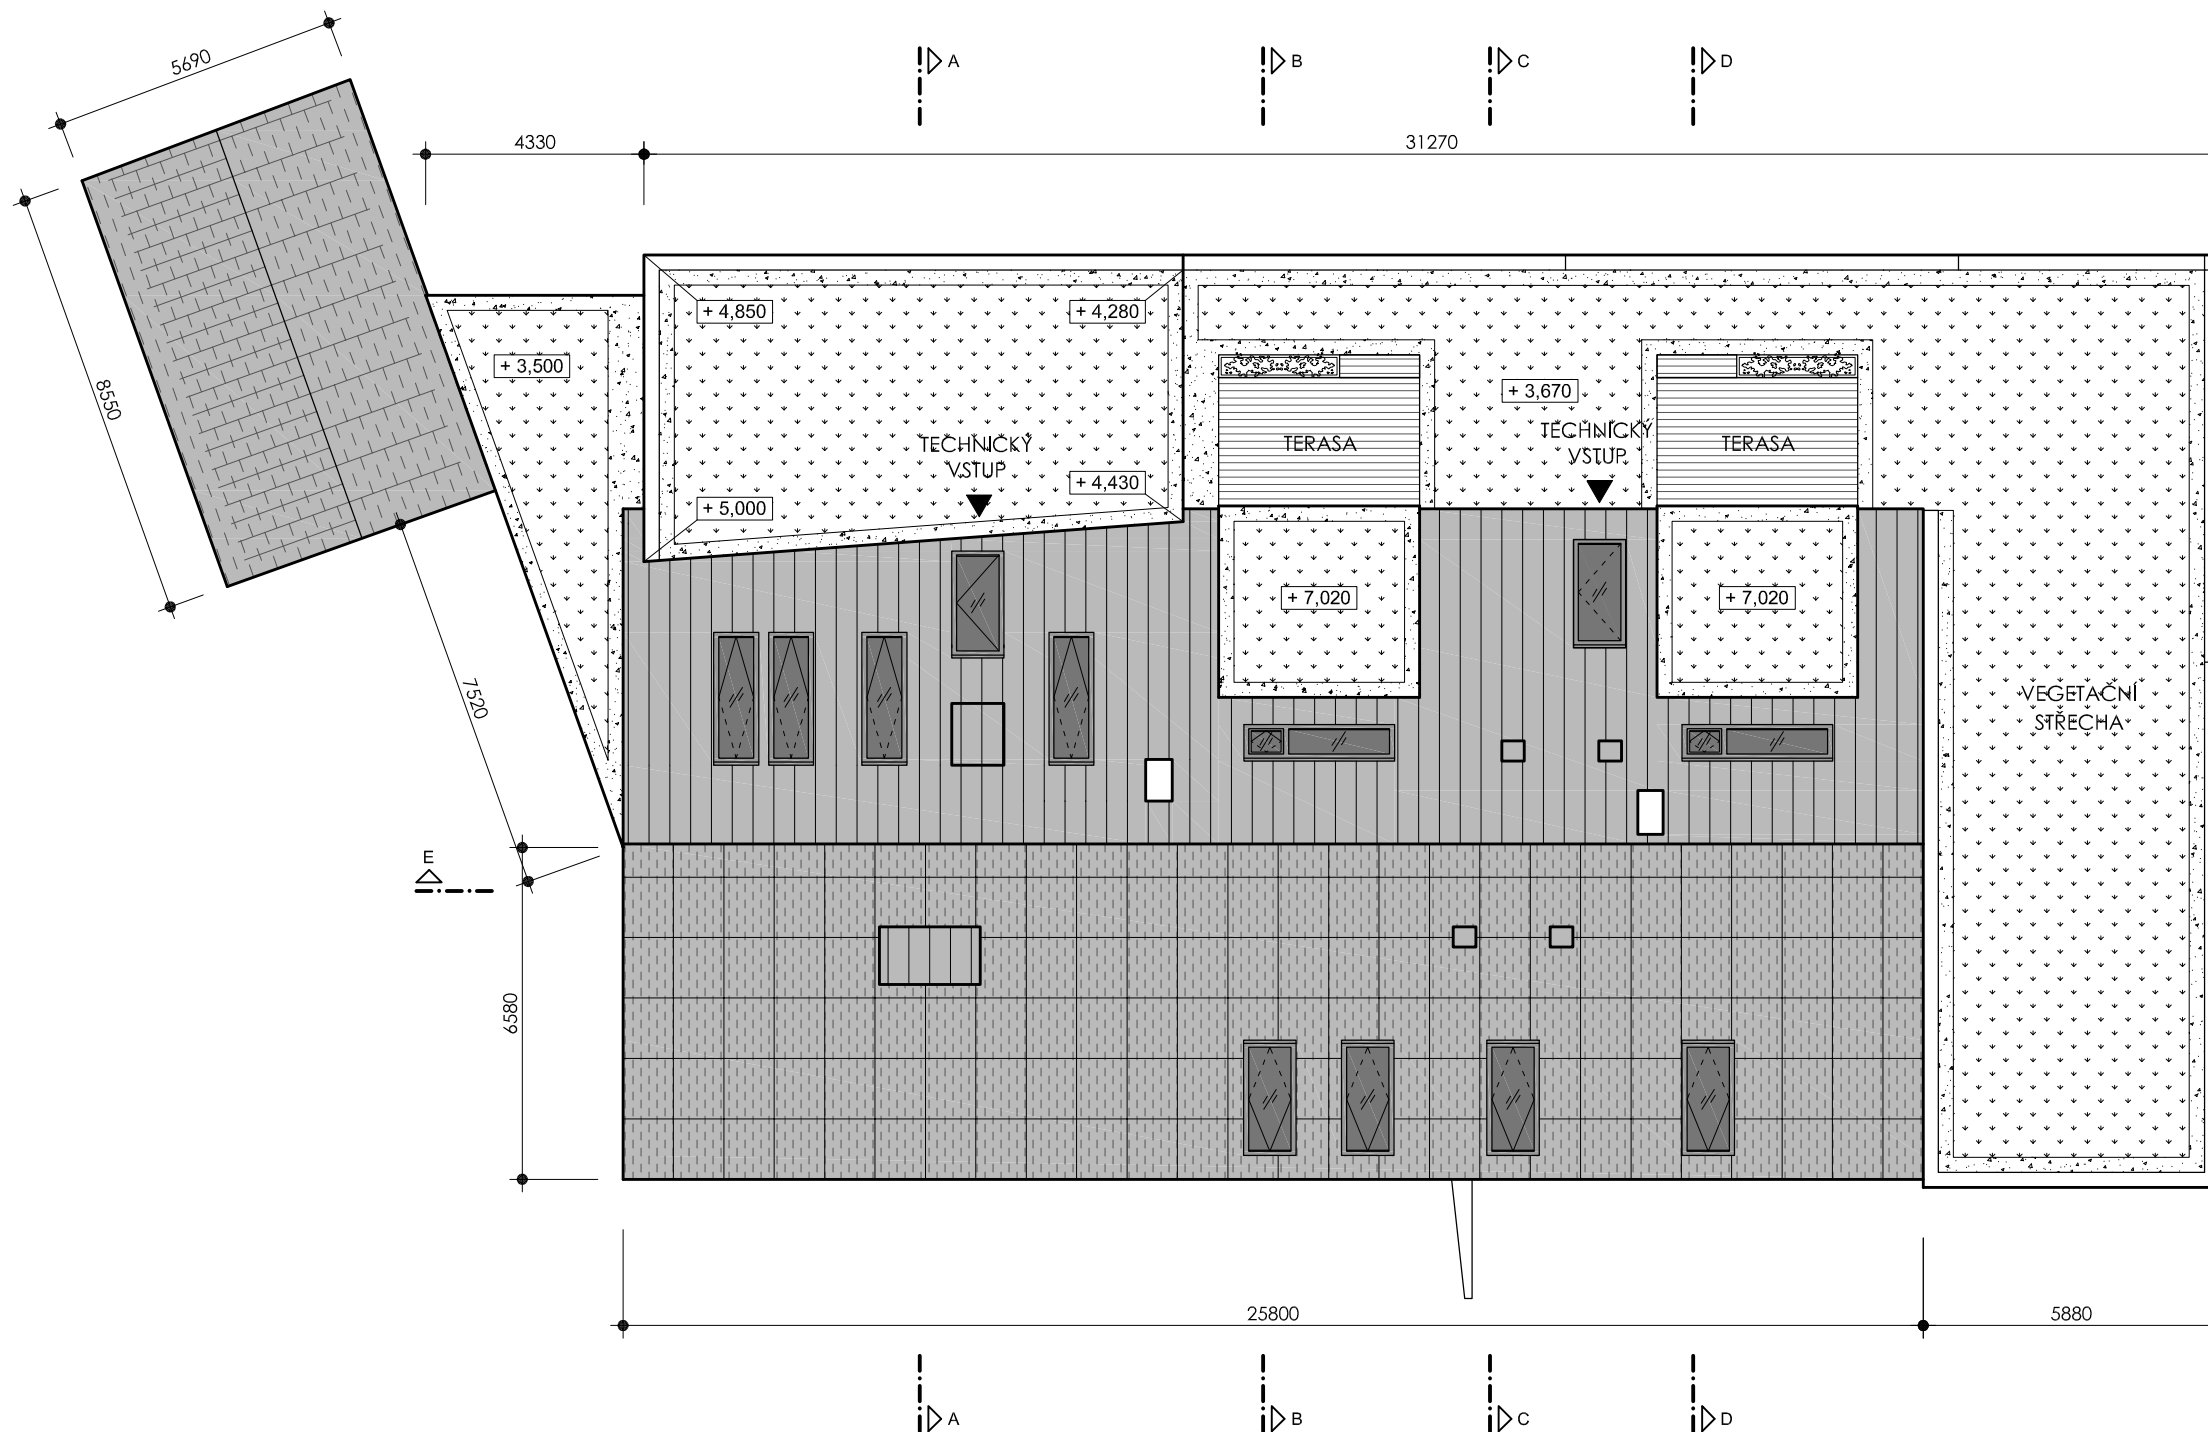 5690
A
B
C
D
4330
31270
+ 4,850
+ 4,280
+ 3,500
+ 3,670
8550
TECHNICKÝ
VSTUP
TERASA
TECHNICKÝ
VSTUP
TERASA
+ 4,430
+ 5,000
+ 7,020
+ 7,020
7520
VEGETAČNÍ
STŘECHA
E
6580
25800
5880
A
B
C
D